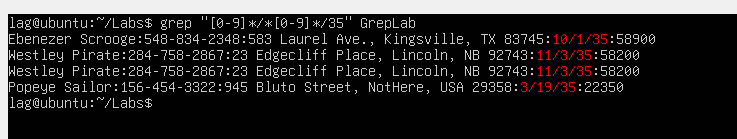 lag@ubuntu:~/Labs$ grep "[0-9]*/*[0-9]*/35" GrepLab
Ebenezer Scrooge:548-834-2348:583 Laurel Ave., Kingsville, TX 83745:10/1/35:58900
Westley Pirate:284-758-2867:23 Edgecliff Place, Lincoln, NB 92743:11/3/35:58200
Westley Pirate:284-758-2867:23 Edgecliff Place, Lincoln, NB 92743:11/3/35:58200
Popeye Sailor:156-454-3322:945 Bluto Street, NotHere, USA 29358:3/19/35:22350
lag@ubuntu:~/Labs$